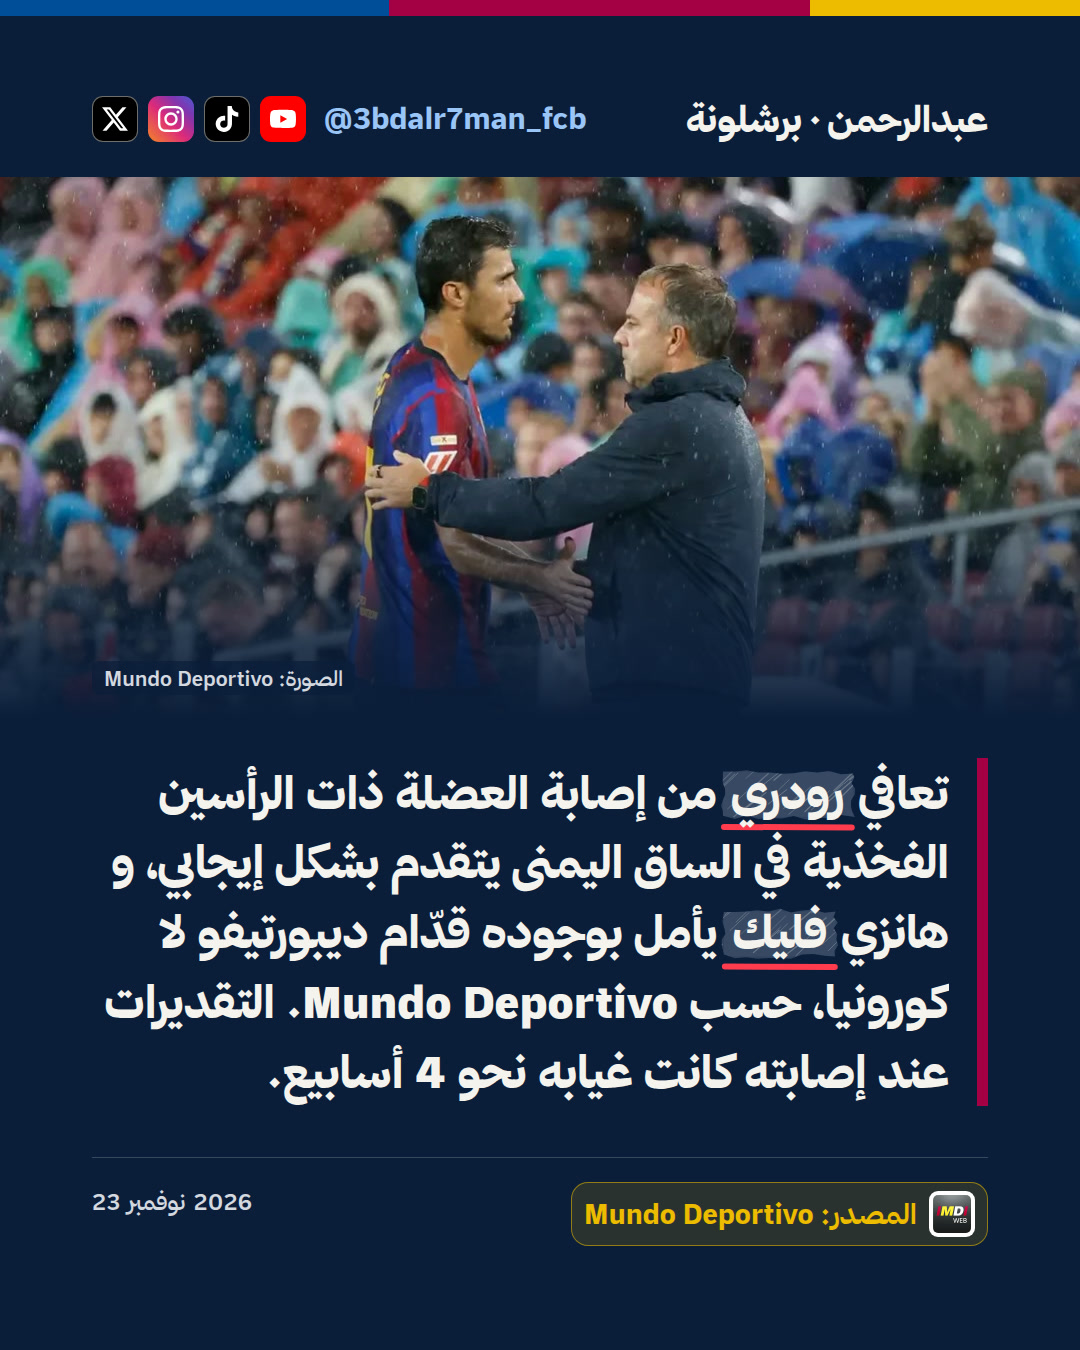 عبدالرحمن · برشلونة
@3bdalr7man_fcb
الصورة: Mundo Deportivo
تعافي رودري من إصابة العضلة ذات الرأسين
الفخذية في الساق اليمنى يتقدم بشكل إيجابي، و
هانزي فليك يأمل بوجوده قدّام ديبورتيفو لا
كورونيا، حسب Mundo Deportivo. التقديرات
عند إصابته كانت غيابه نحو 4 أسابيع.
المصدر: Mundo Deportivo
MD
WEB
23 نوفمبر 2026